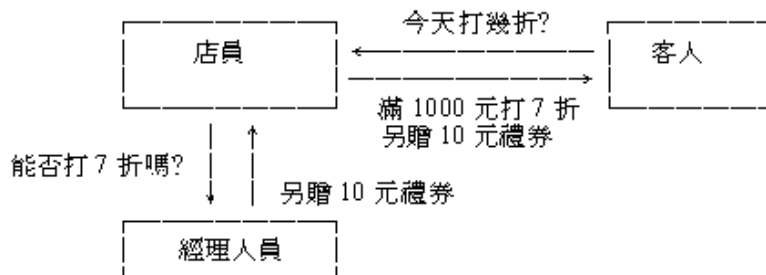 今天打幾折?
店員
客人
滿 1000 元打 7 折
另贈 10 元禮券
能否打 7 折嗎?
另贈 10 元禮券
經理人員